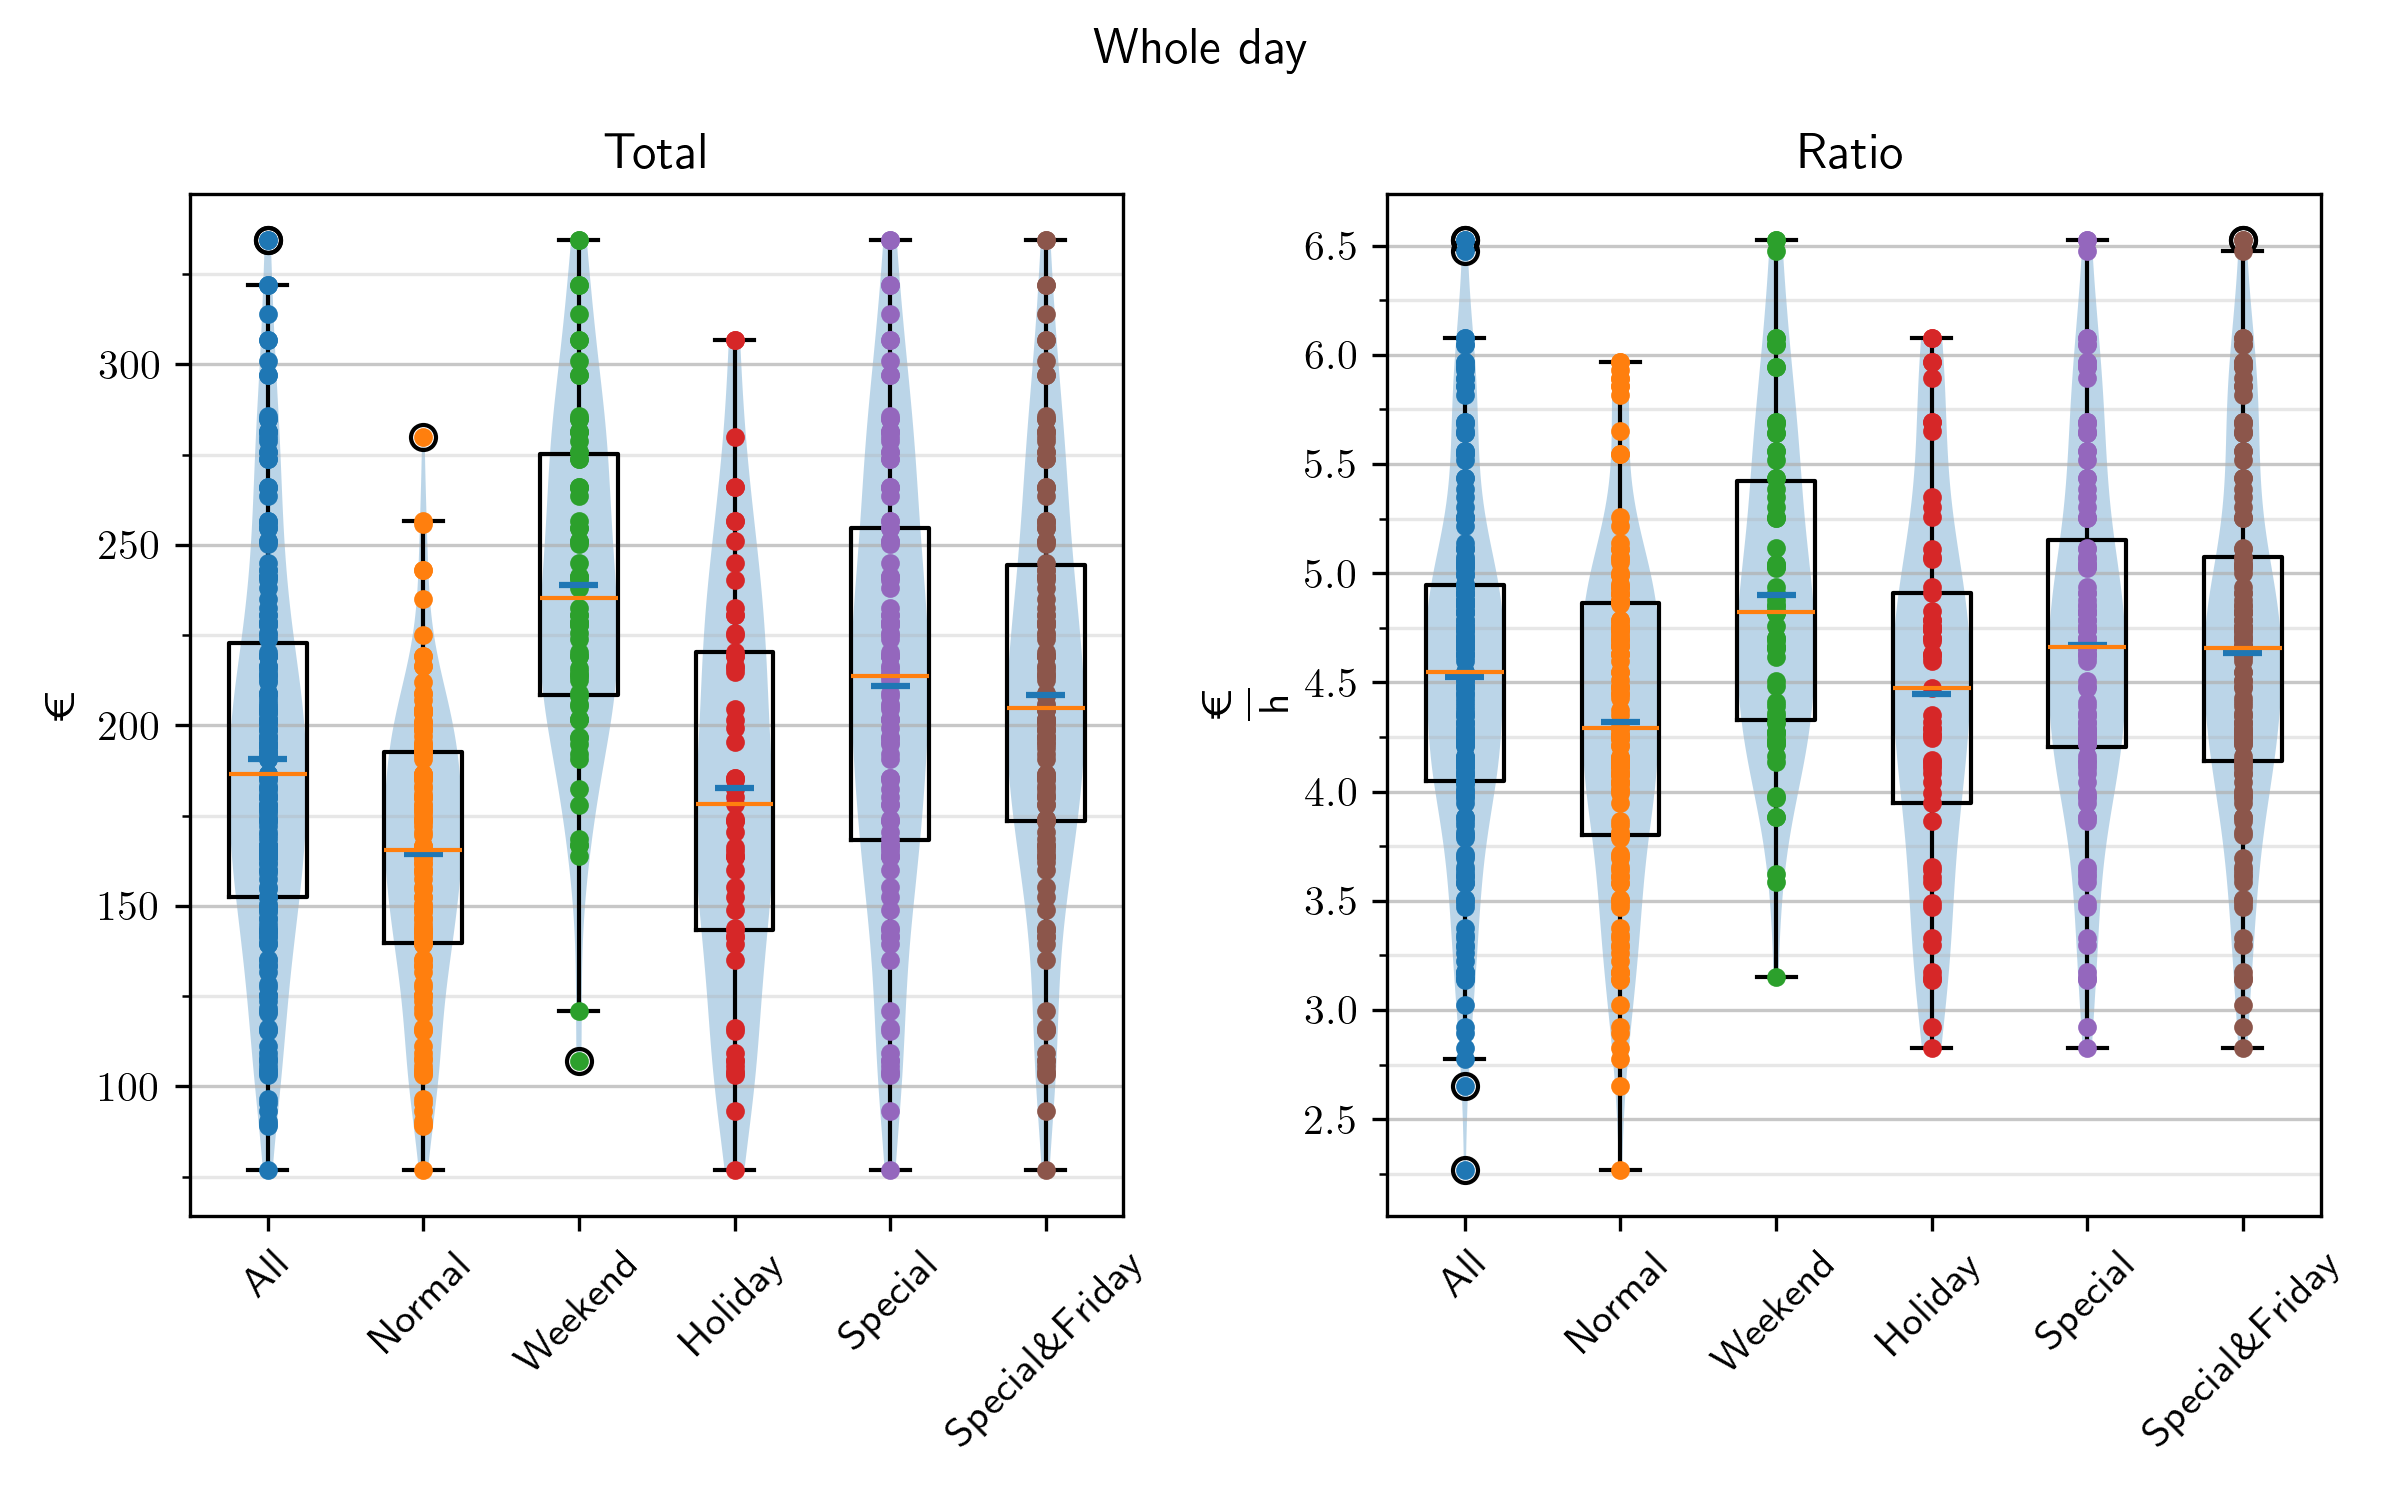 Whole day
Total
€
300
250
200
150
100
All
Normal
Weekend
Holiday
Special
Special&Friday
Ratio
€
h
6.5
6.0
5.5
5.0
4.5
4.0
3.5
3.0
2.5
All
Normal
Weekend
Holiday
Special
Special&Friday